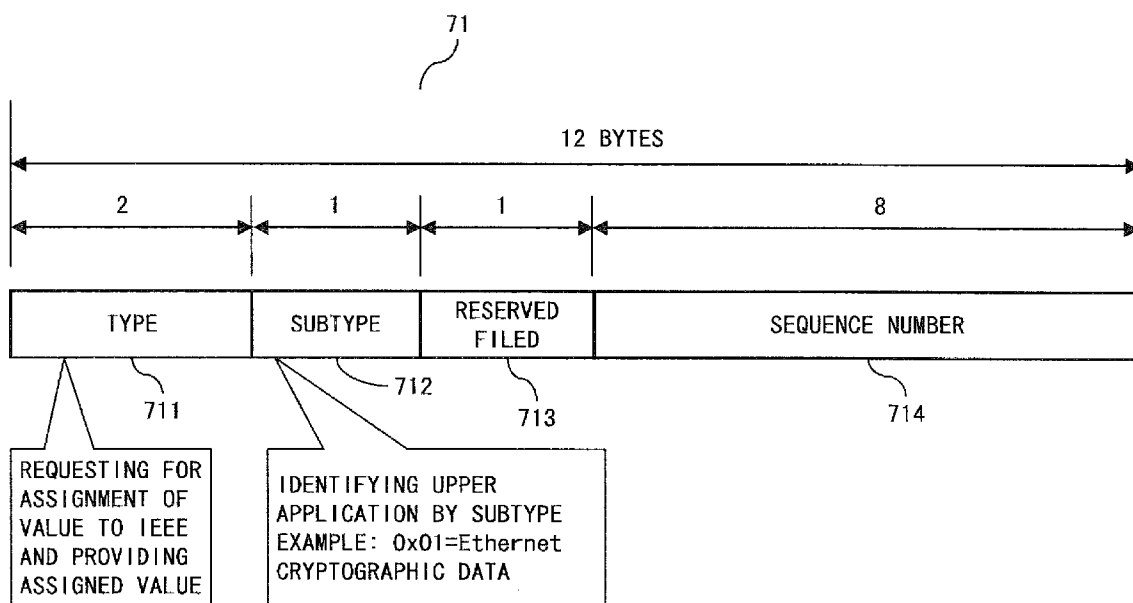 71
12 BYTES
2 1 1 8
TYPE SUBTYPE RESERVED FILED SEQUENCE NUMBER
711 712 713 714
REQUESTING FOR
ASSIGNMENT OF
VALUE TO IEEE
AND PROVIDING
ASSIGNED VALUE
IDENTIFYING UPPER
APPLICATION BY SUBTYPE
EXAMPLE: 0x01=Ethernet
CRYPTOGRAPHIC DATA